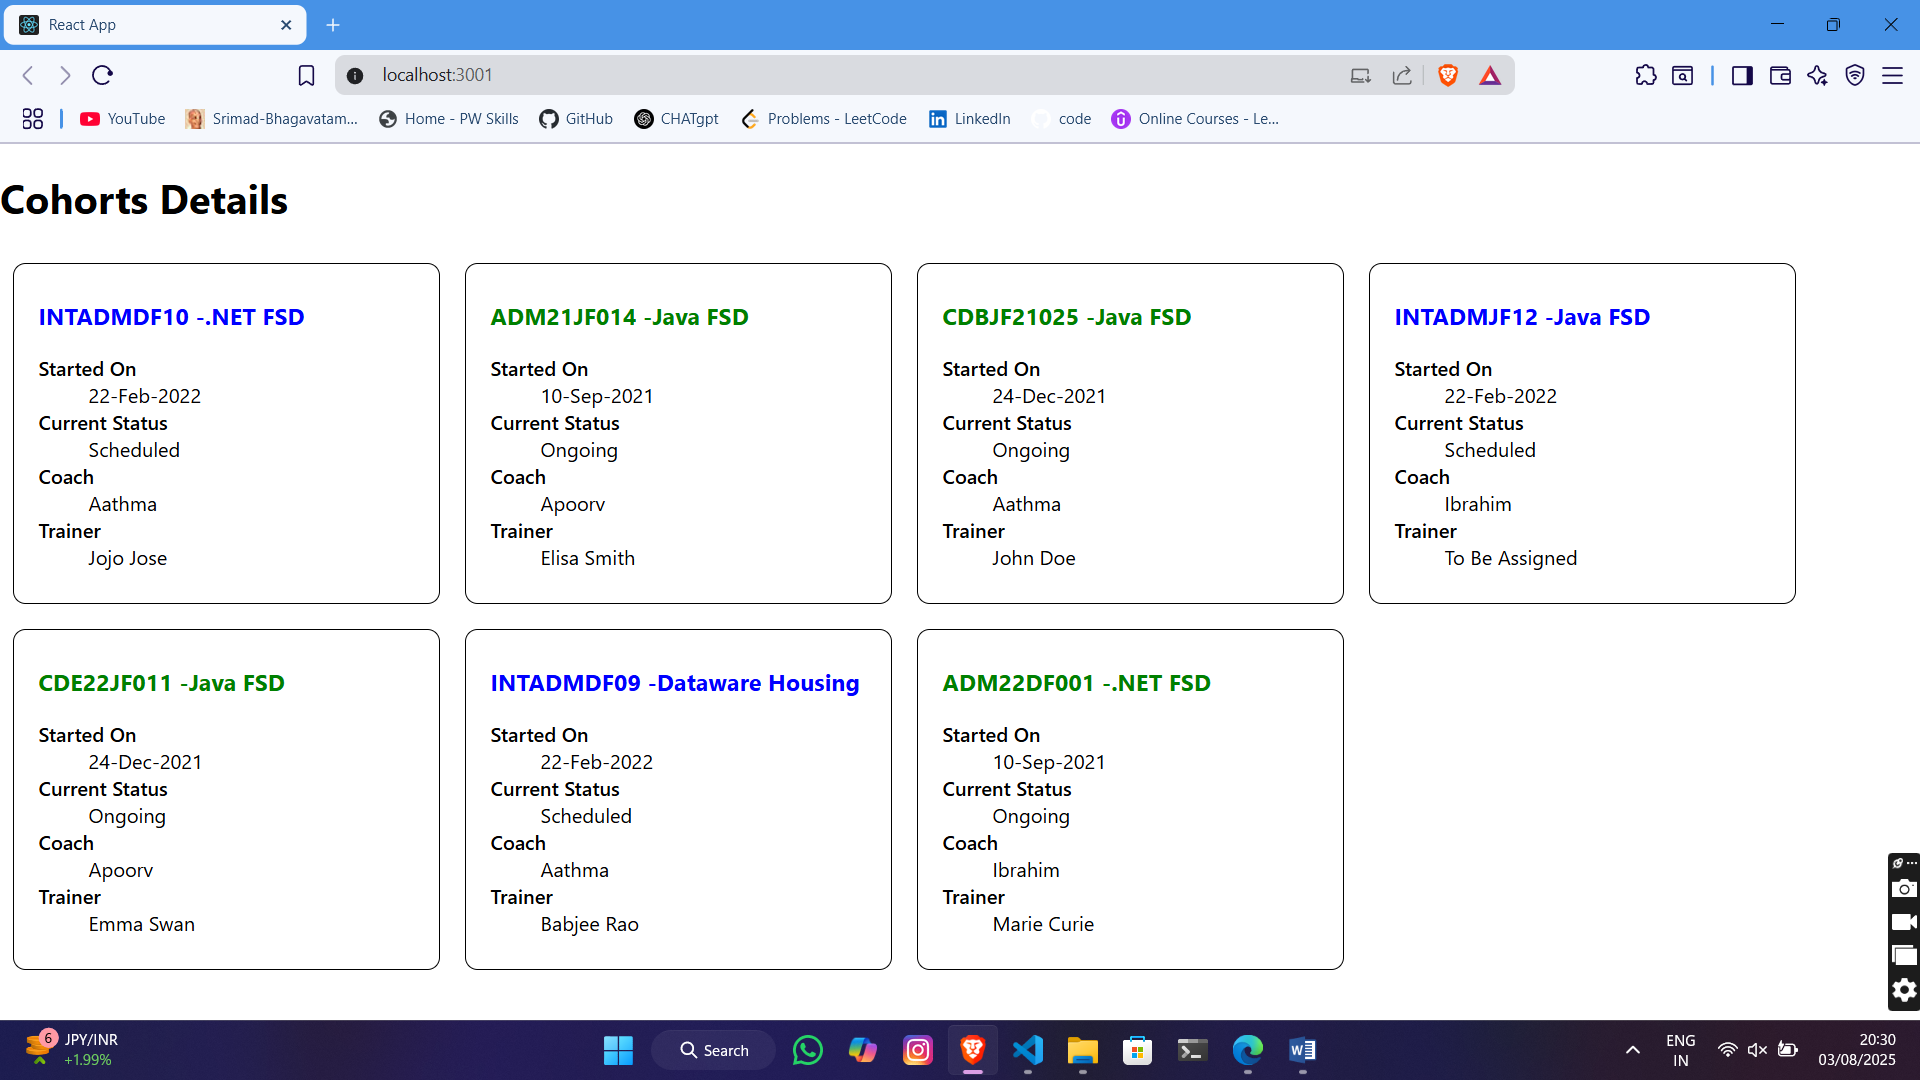 React App
localhost:3001
YouTube
Srimad-Bhagavatam...
Home - PW Skills
GitHub
CHATgpt
Problems - LeetCode
LinkedIn
code
Online Courses - Le...
Cohorts Details
INTADMDF10 -.NET FSD
Started On
22-Feb-2022
Current Status
Scheduled
Coach
Aathma
Trainer
Jojo Jose
ADM21JF014 -Java FSD
Started On
10-Sep-2021
Current Status
Ongoing
Coach
Apoorv
Trainer
Elisa Smith
CDBJF21025 -Java FSD
Started On
24-Dec-2021
Current Status
Ongoing
Coach
Aathma
Trainer
John Doe
INTADMJF12 -Java FSD
Started On
22-Feb-2022
Current Status
Scheduled
Coach
Ibrahim
Trainer
To Be Assigned
CDE22JF011 -Java FSD
Started On
24-Dec-2021
Current Status
Ongoing
Coach
Apoorv
Trainer
Emma Swan
INTADMDF09 -Dataware Housing
Started On
22-Feb-2022
Current Status
Scheduled
Coach
Aathma
Trainer
Babjee Rao
ADM22DF001 -.NET FSD
Started On
10-Sep-2021
Current Status
Ongoing
Coach
Ibrahim
Trainer
Marie Curie
6
JPY/INR
+1.99%
Search
ENG
IN
20:30
03/08/2025